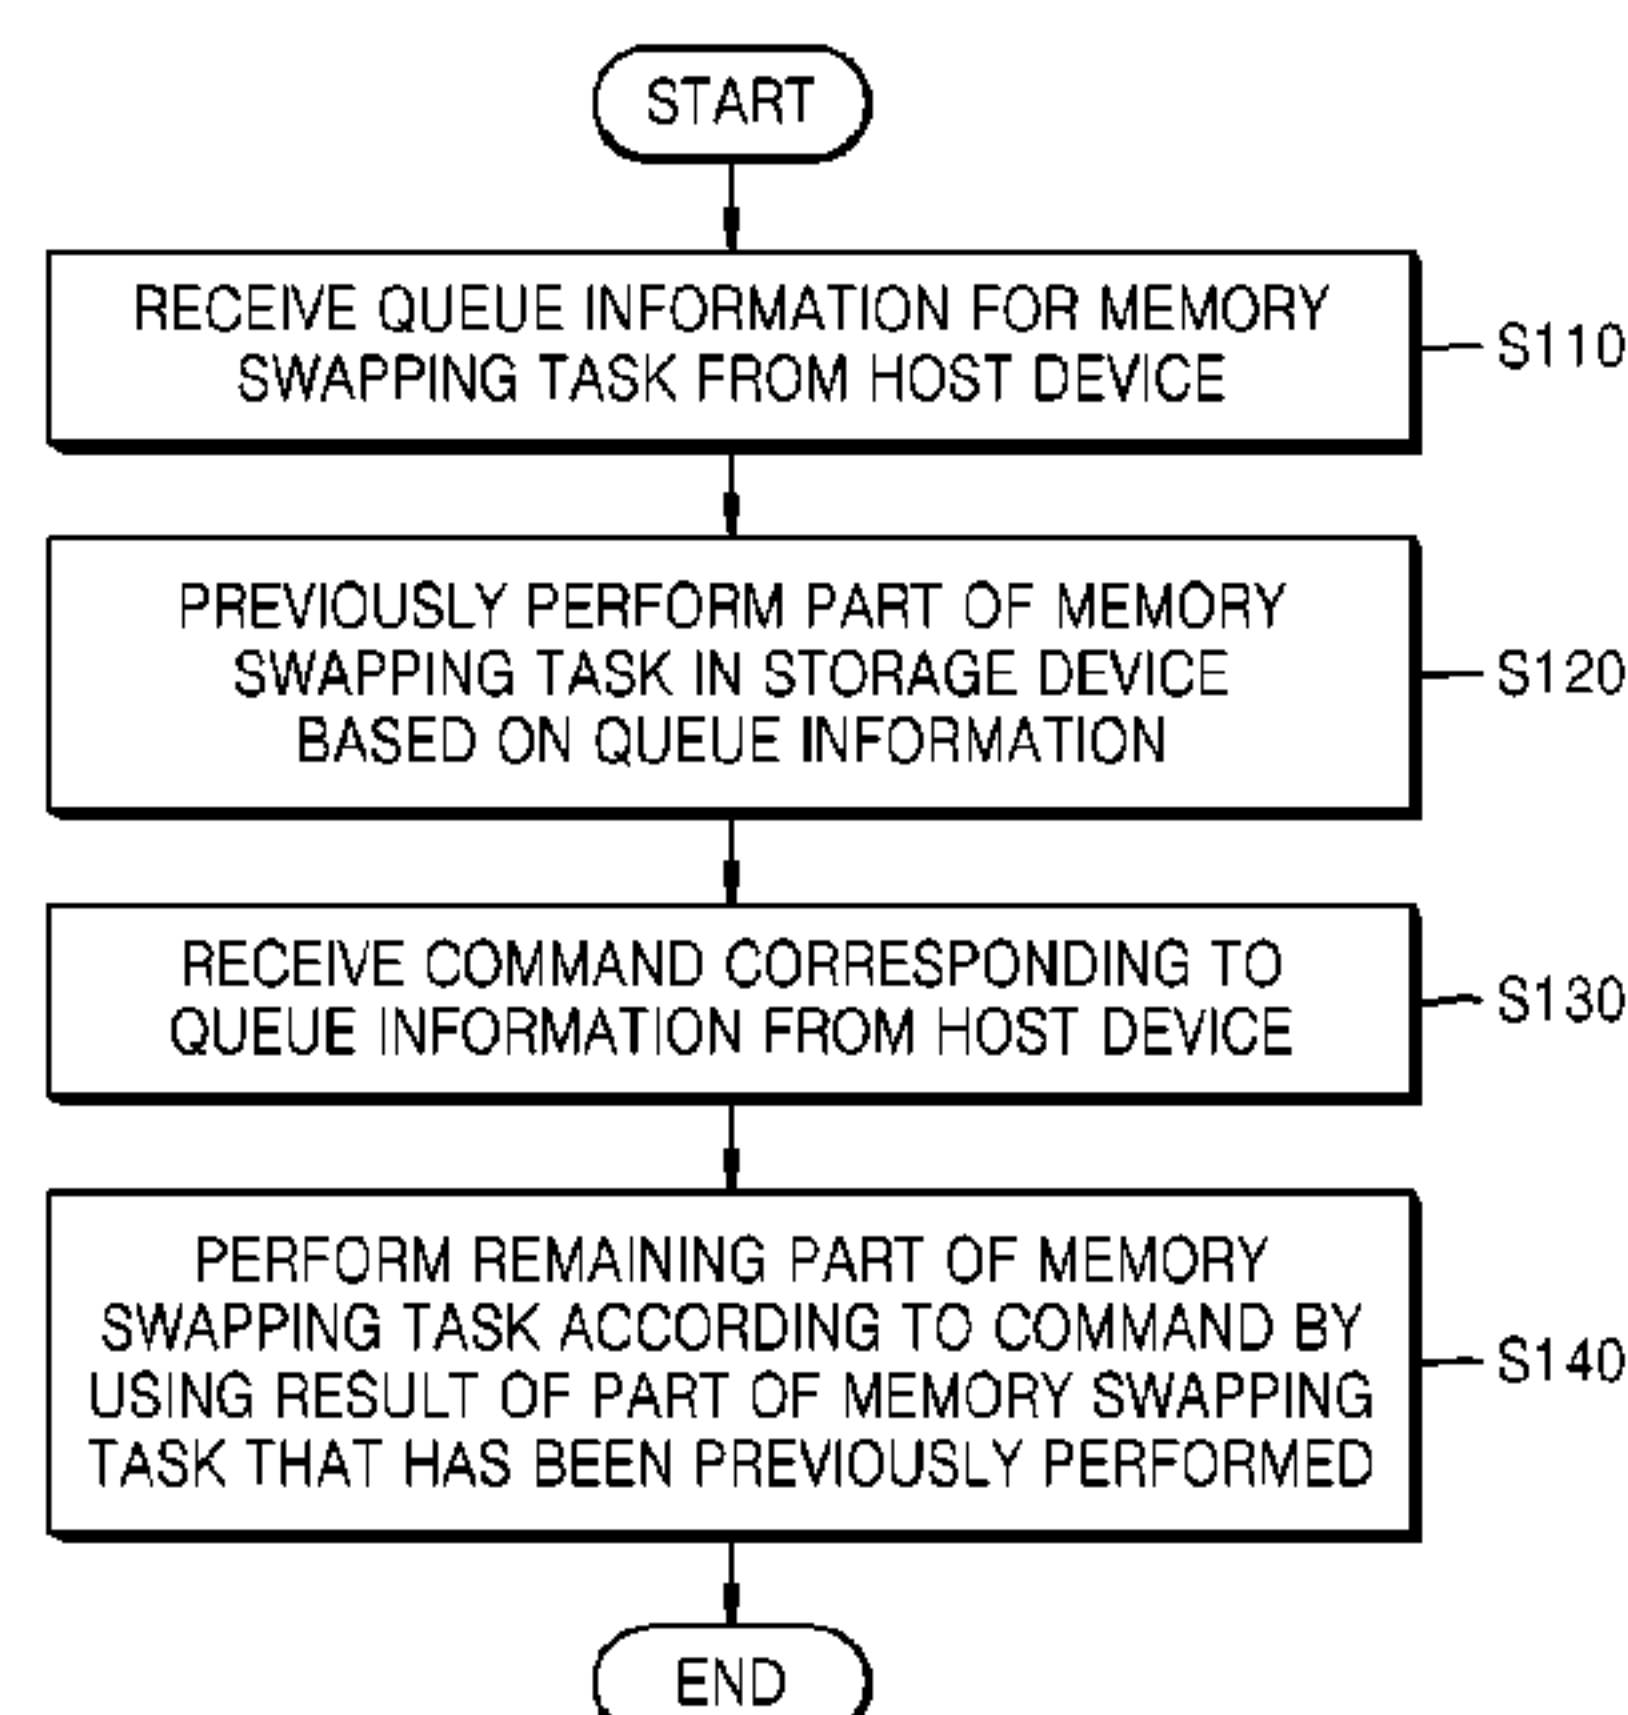 START
RECEIVE QUEUE INFORMATION FOR MEMORY
SWAPPING TASK FROM HOST DEVICE
S110
PREVIOUSLY PERFORM PART OF MEMORY
SWAPPING TASK IN STORAGE DEVICE
BASED ON QUEUE INFORMATION
S120
RECEIVE COMMAND CORRESPONDING TO
QUEUE INFORMATION FROM HOST DEVICE
S130
PERFORM REMAINING PART OF MEMORY
SWAPPING TASK ACCORDING TO COMMAND BY
USING RESULT OF PART OF MEMORY SWAPPING
TASK THAT HAS BEEN PREVIOUSLY PERFORMED
S140
END